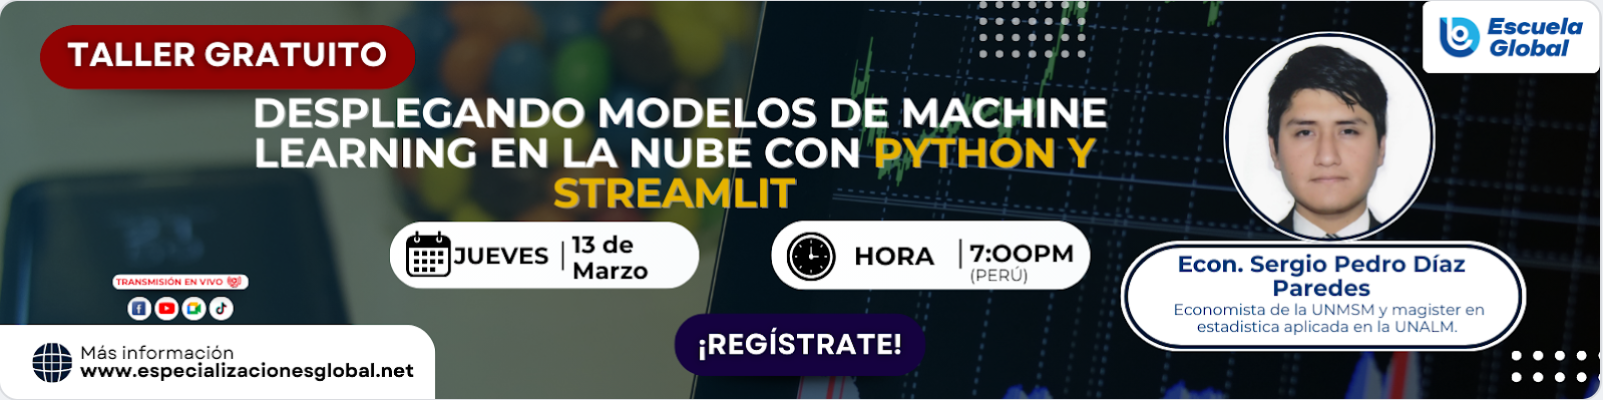 TALLER GRATUITO
Escuela
Global
DESPLEGANDO MODELOS DE MACHINE
LEARNING EN LA NUBE CON PYTHON Y
STREAMLIT
JUEVES
13 de
Marzo
HORA
7:00PM
(PERÚ)
Econ. Sergio Pedro Díaz
Paredes
Economista de la UNMSM y magister en
estadistica aplicada en la UNALM.
TRANSMISIÓN EN VIVO
¡REGÍSTRATE!
Más información
www.especializacionesglobal.net